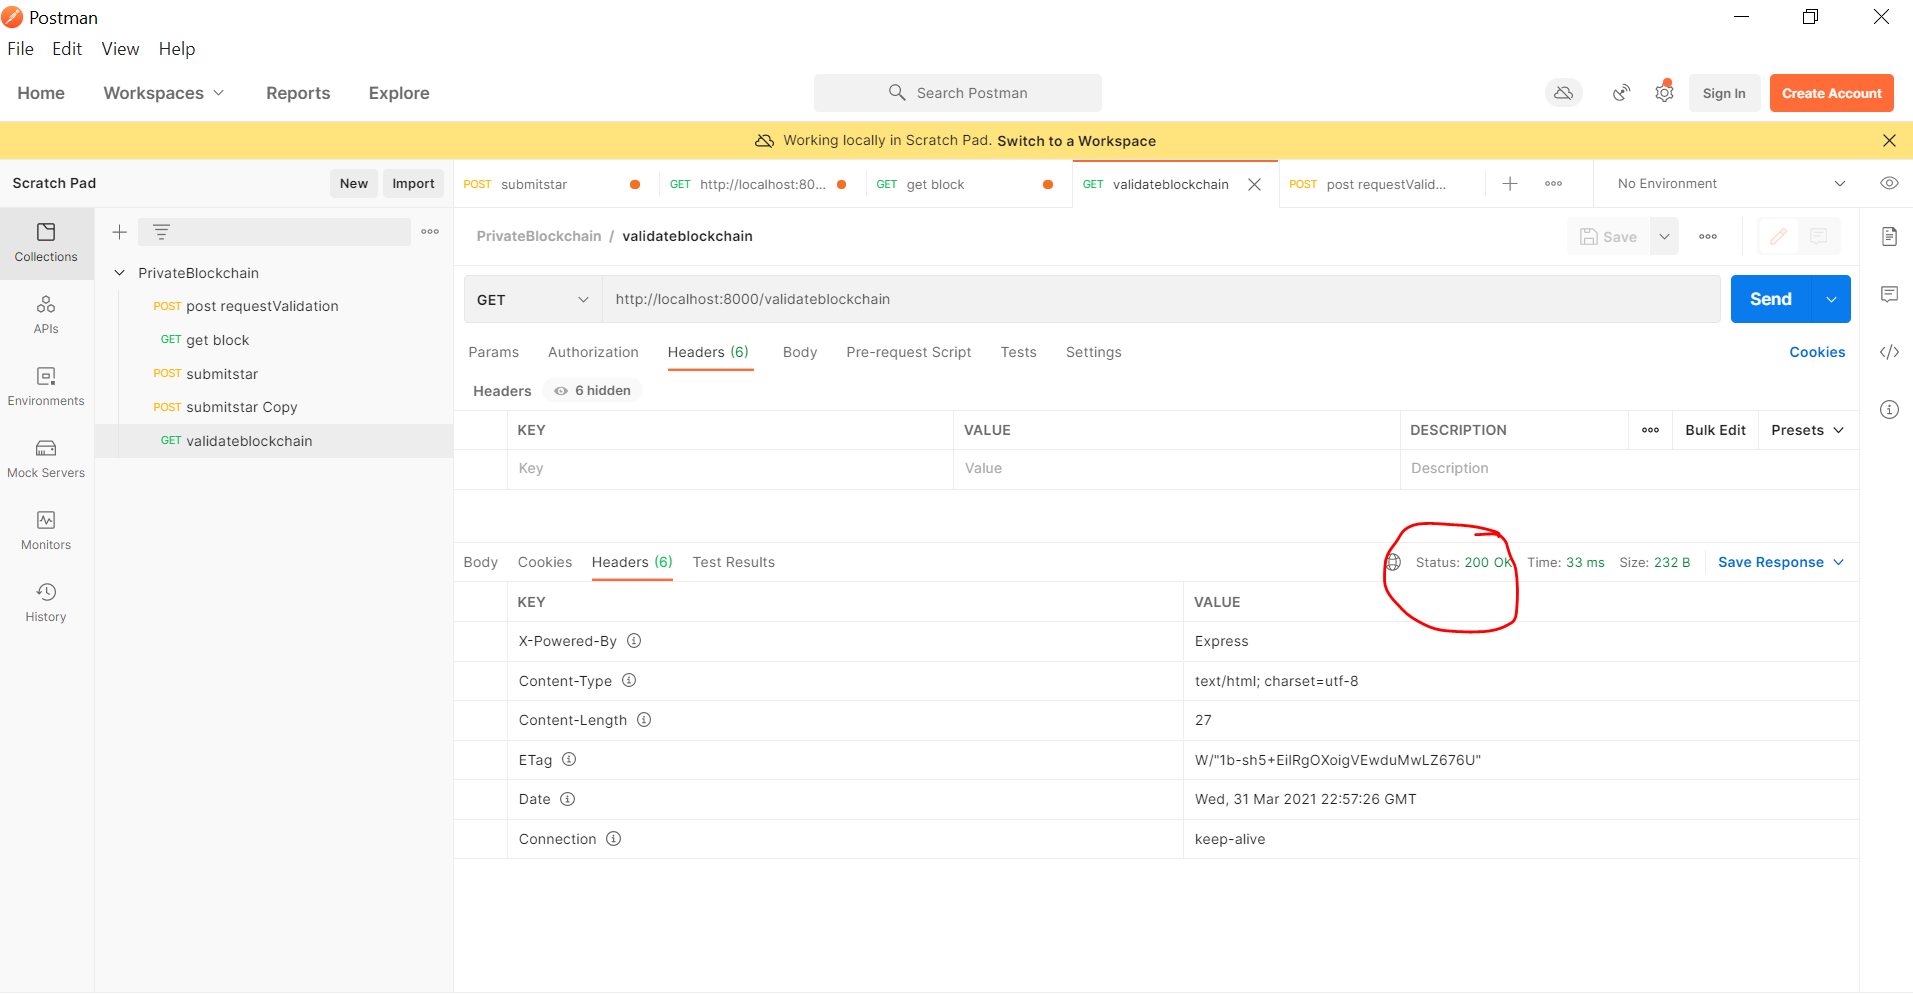 Postman
File Edit View Help
Home Workspaces Reports Explore Search Postman Sign In Create Account
Working locally in Scratch Pad. Switch to a Workspace
Scratch Pad New Import POST submitstar GET http://localhost:80... GET get block GET validateblockchain POST post requestValid... No Environment
Collections
APIs
Environments
Mock Servers
Monitors
History
PrivateBlockchain
POST post requestValidation
GET get block
POST submitstar
POST submitstar Copy
GET validateblockchain
PrivateBlockchain / validateblockchain Save
GET http://localhost:8000/validateblockchain Send
Params Authorization Headers (6) Body Pre-request Script Tests Settings Cookies
Headers 6 hidden
KEY VALUE DESCRIPTION Bulk Edit Presets
Key Value Description
Body Cookies Headers (6) Test Results Status: 200 OK Time: 33 ms Size: 232 B Save Response
KEY VALUE
X-Powered-By Express
Content-Type text/html; charset=utf-8
Content-Length 27
ETag W/"1b-sh5+EiIRgOXoigVEwduMwLZ676U"
Date Wed, 31 Mar 2021 22:57:26 GMT
Connection keep-alive